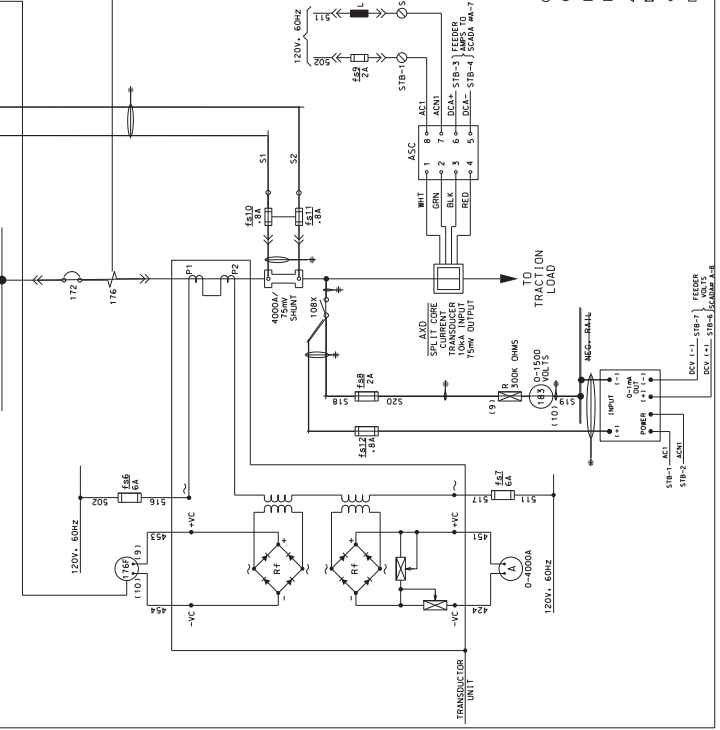 120V. 60Hz
511
L
S
502
fs9
2A
STB-1
AC1
ACN1
DCA+
STB-3
DCA-
STB-4
FEEDER
AMPS TO
SCADA #A-7
ASC
8
7
6
5
1
2
3
4
WHT
GRN
BLK
RED
S1
S2
fs10
.8A
fs11
.8A
172
176
P1
P2
4000A/
75mV
SHUNT
108X
AXD
SPLIT CORE
CURRENT
TRANSDUCER
10KA INPUT
75mV OUTPUT
TO
TRACTION
LOAD
fs8
2A
S18
S20
fs12
.8A
(9)
R
300K OHMS
183
0-1500
VOLTS
(10)
S19
NEG. RAIL
INPUT
(+)
(-)
0-1mA
OUT
POWER
(+)
(-)
DCV (-)
STB-7
DCV (+)
STB-6
FEEDER
VOLTS
SCADA# A-8
STB-1
AC1
STB-2
ACN1
120V. 60Hz
502
fs6
6A
516
176F
(9)
(10)
453
+VC
454
-VC
Rf
+
-
Rf
+
-
517
fs7
6A
511
+VC
451
-VC
424
A
0-4000A
120V. 60Hz
TRANSDUCTOR
UNIT